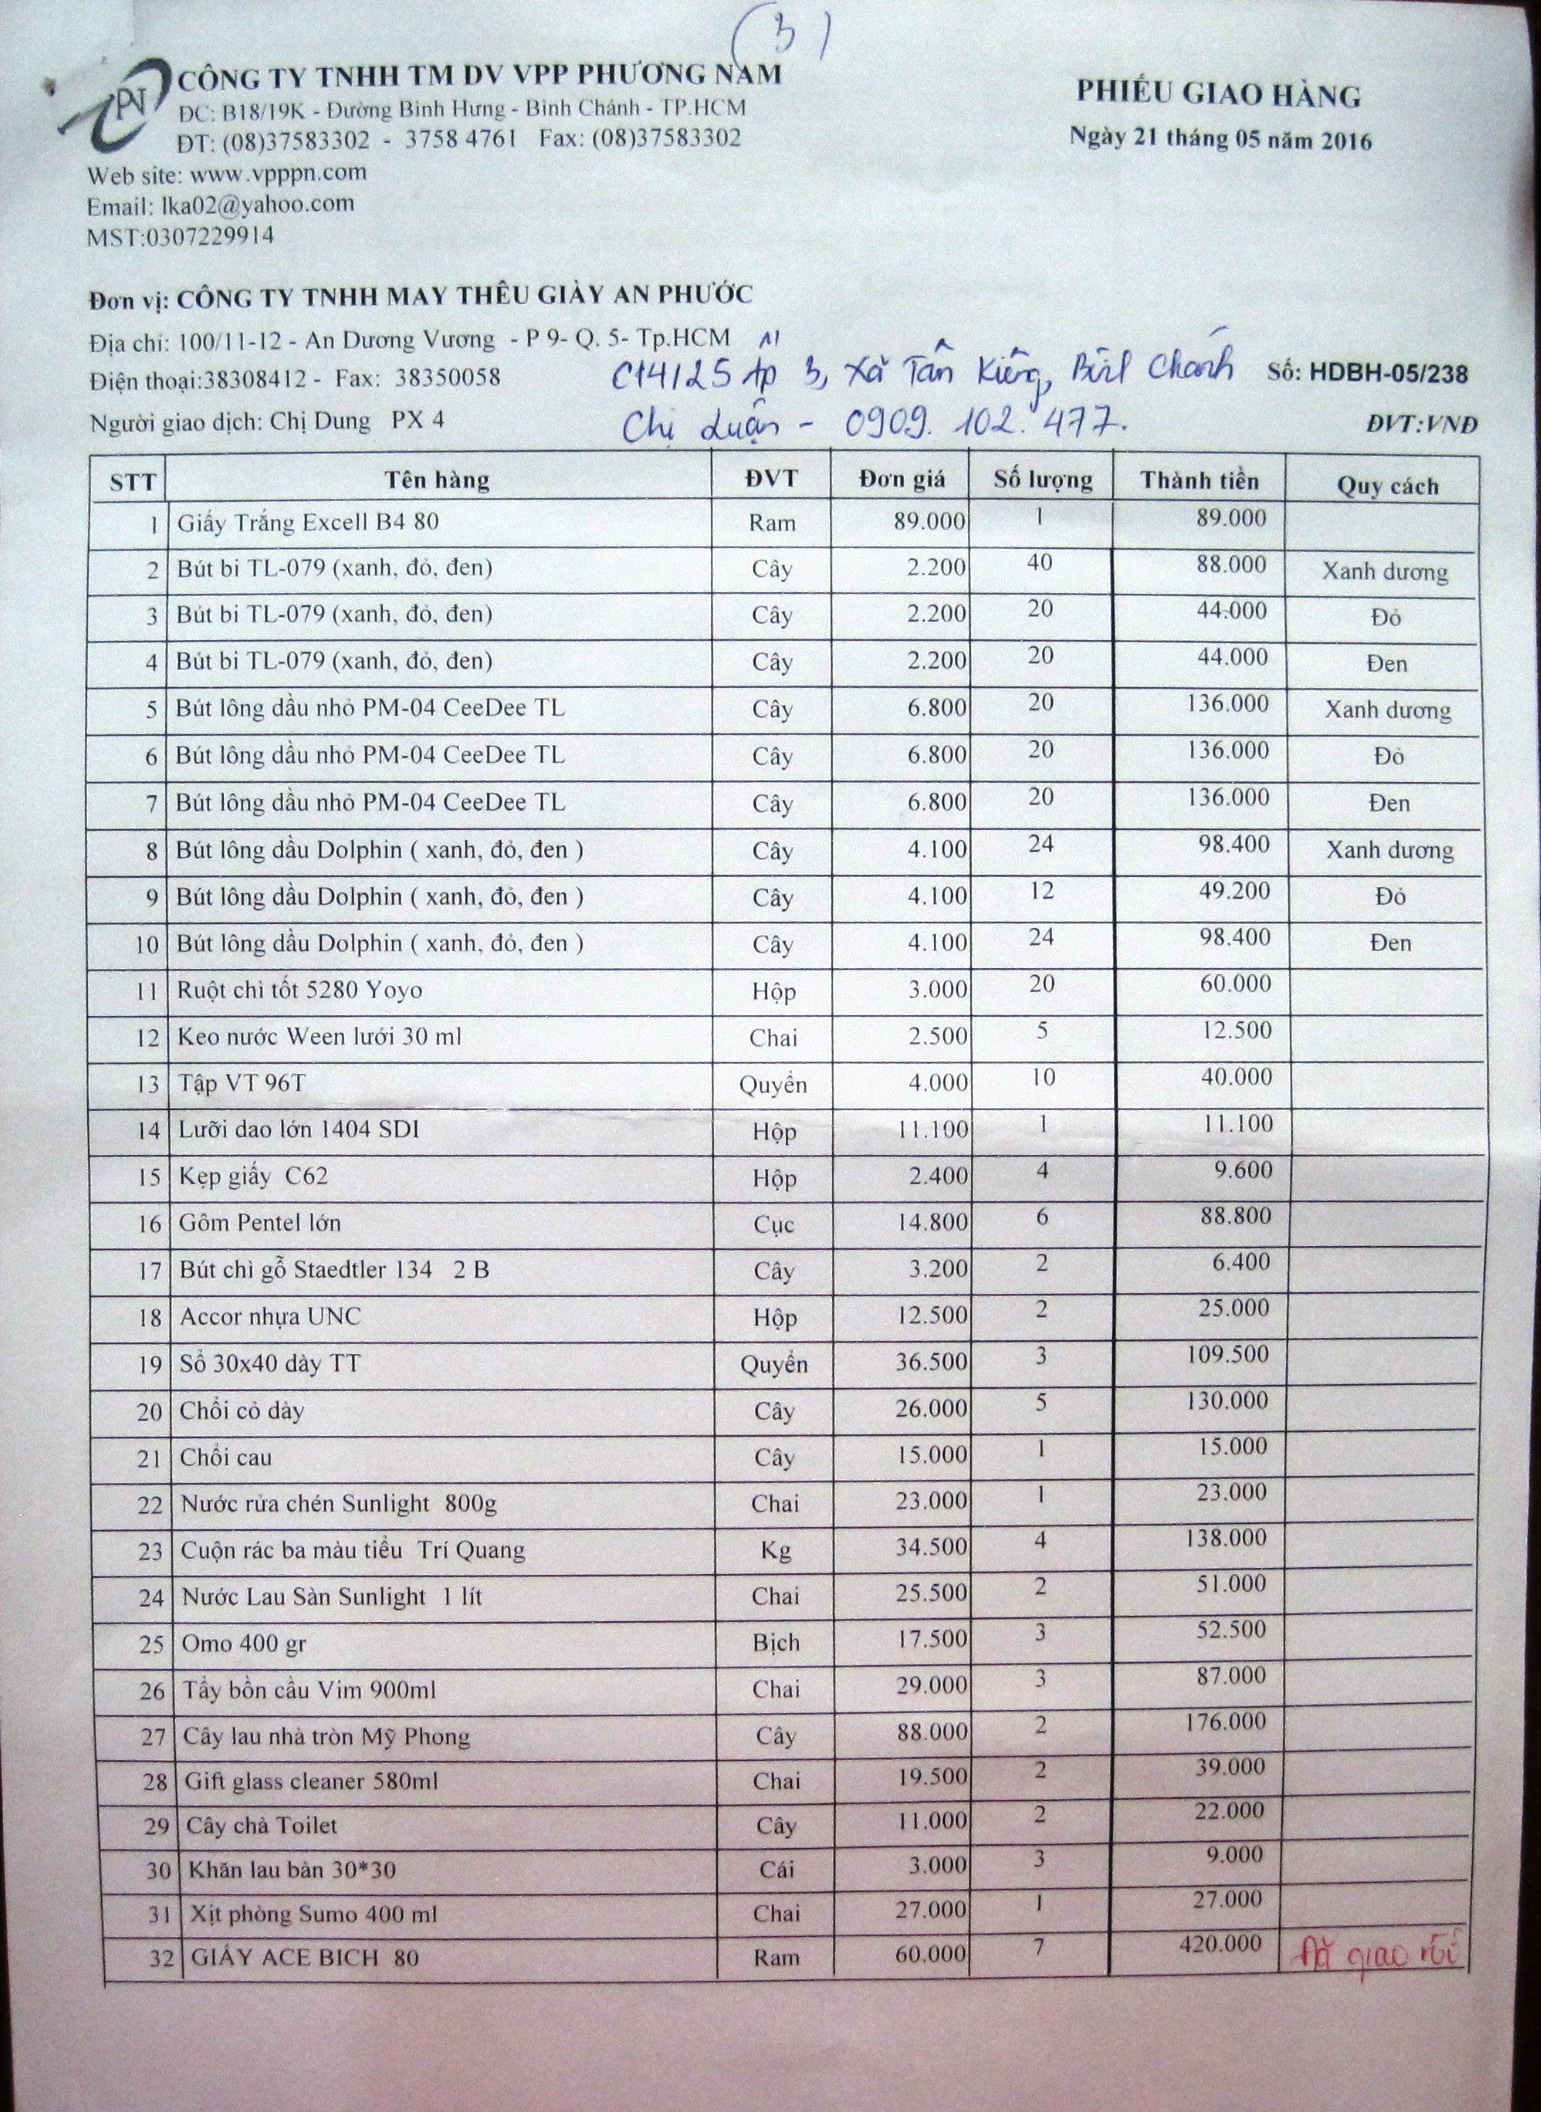 (3)
PN
CÔNG TY TNHH TM DV VPP PHƯƠNG NAM
ĐC: B18/19K - Đường Bình Hưng - Bình Chánh - TP.HCM
ĐT: (08)37583302 - 3758 4761 Fax: (08)37583302
Web site: www.vpppn.com
Email: lka02@yahoo.com
MST:0307229914
PHIẾU GIAO HÀNG
Ngày 21 tháng 05 năm 2016
Đơn vị: CÔNG TY TNHH MAY THÊU GIÀY AN PHƯỚC
Địa chỉ: 100/11-12 - An Dương Vương - P 9- Q. 5- Tp.HCM
Điện thoại:38308412 - Fax: 38350058
C14/25 Ấp 3, Xã Tân Kiên, Bình Chánh
Số: HDBH-05/238
Người giao dịch: Chị Dung PX 4
Chị Luận - 0909. 102. 477.
ĐVT:VNĐ
STT Tên hàng ĐVT Đơn giá Số lượng Thành tiền Quy cách
1 Giấy Trắng Excell B4 80 Ram 89.000 1 89.000
2 Bút bi TL-079 (xanh, đỏ, đen) Cây 2.200 40 88.000 Xanh dương
3 Bút bi TL-079 (xanh, đỏ, đen) Cây 2.200 20 44.000 Đỏ
4 Bút bi TL-079 (xanh, đỏ, đen) Cây 2.200 20 44.000 Đen
5 Bút lông dầu nhỏ PM-04 CeeDee TL Cây 6.800 20 136.000 Xanh dương
6 Bút lông dầu nhỏ PM-04 CeeDee TL Cây 6.800 20 136.000 Đỏ
7 Bút lông dầu nhỏ PM-04 CeeDee TL Cây 6.800 20 136.000 Đen
8 Bút lông dầu Dolphin ( xanh, đỏ, đen ) Cây 4.100 24 98.400 Xanh dương
9 Bút lông dầu Dolphin ( xanh, đỏ, đen ) Cây 4.100 12 49.200 Đỏ
10 Bút lông dầu Dolphin ( xanh, đỏ, đen ) Cây 4.100 24 98.400 Đen
11 Ruột chì tốt 5280 Yoyo Hộp 3.000 20 60.000
12 Keo nước Ween lưới 30 ml Chai 2.500 5 12.500
13 Tập VT 96T Quyển 4.000 10 40.000
14 Lưỡi dao lớn 1404 SDI Hộp 11.100 1 11.100
15 Kẹp giấy C62 Hộp 2.400 4 9.600
16 Gôm Pentel lớn Cục 14.800 6 88.800
17 Bút chì gỗ Staedtler 134 2 B Cây 3.200 2 6.400
18 Accor nhựa UNC Hộp 12.500 2 25.000
19 Sổ 30x40 dày TT Quyển 36.500 3 109.500
20 Chổi cỏ dày Cây 26.000 5 130.000
21 Chổi cau Cây 15.000 1 15.000
22 Nước rửa chén Sunlight 800g Chai 23.000 1 23.000
23 Cuộn rác ba màu tiểu Trí Quang Kg 34.500 4 138.000
24 Nước Lau Sàn Sunlight 1 lít Chai 25.500 2 51.000
25 Omo 400 gr Bịch 17.500 3 52.500
26 Tẩy bồn cầu Vim 900ml Chai 29.000 3 87.000
27 Cây lau nhà tròn Mỹ Phong Cây 88.000 2 176.000
28 Gift glass cleaner 580ml Chai 19.500 2 39.000
29 Cây chà Toilet Cây 11.000 2 22.000
30 Khăn lau bàn 30*30 Cái 3.000 3 9.000
31 Xịt phòng Sumo 400 ml Chai 27.000 1 27.000
32 GIẤY ACE BICH 80 Ram 60.000 7 420.000 Đã giao rồi